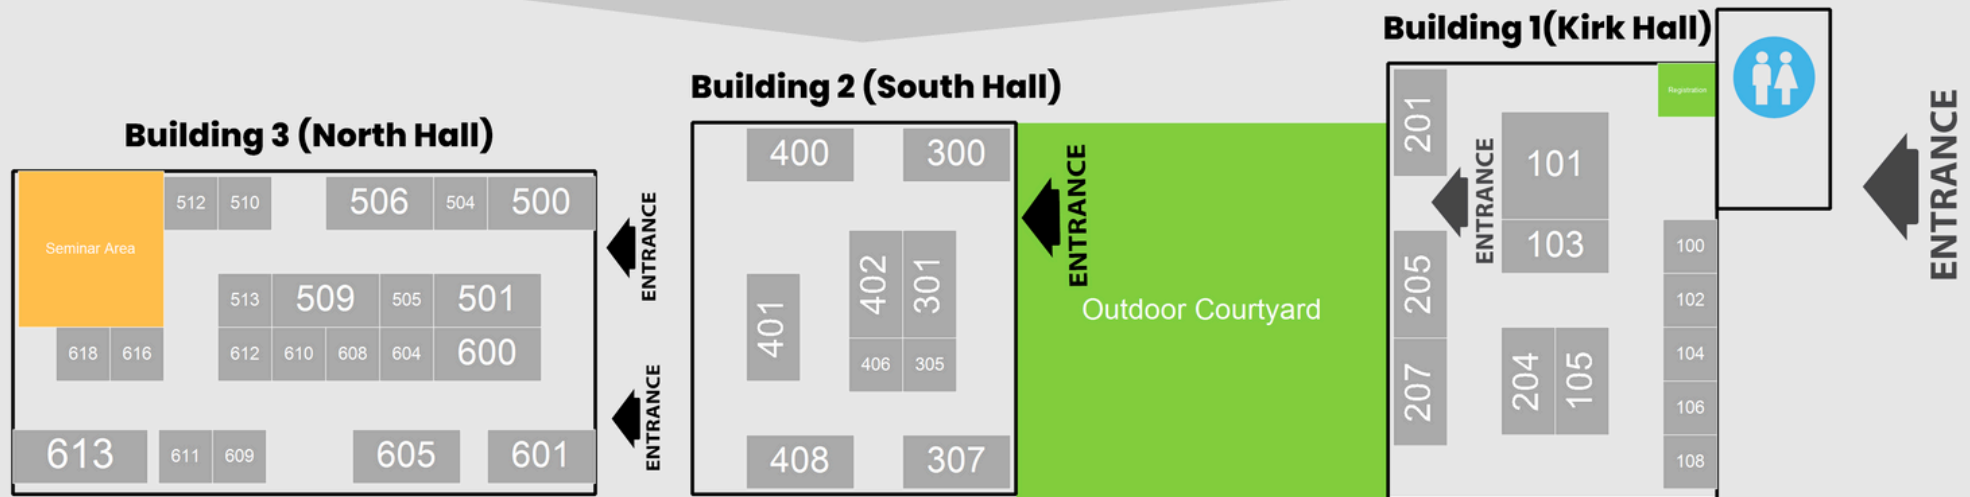 Building 3 (North Hall)
Seminar Area
512 510 506 504 500
513 509 505 501
618 616 612 610 608 604 600
613 611 609 605 601
ENTRANCE
ENTRANCE
Building 2 (South Hall)
400 300
401 402 301
406 305
408 307
ENTRANCE
Outdoor Courtyard
Building 1(Kirk Hall)
Registration
201
ENTRANCE
101
103
205
207
204 105
100
102
104
106
108
ENTRANCE